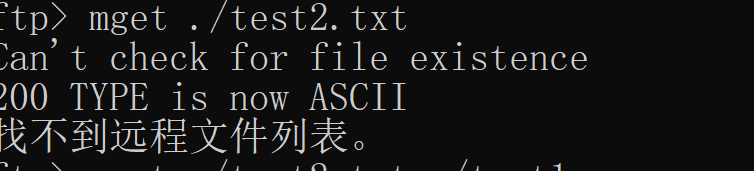 ftp> mget ./test2.txt
Can't check for file existence
200 TYPE is now ASCII
找不到远程文件列表。